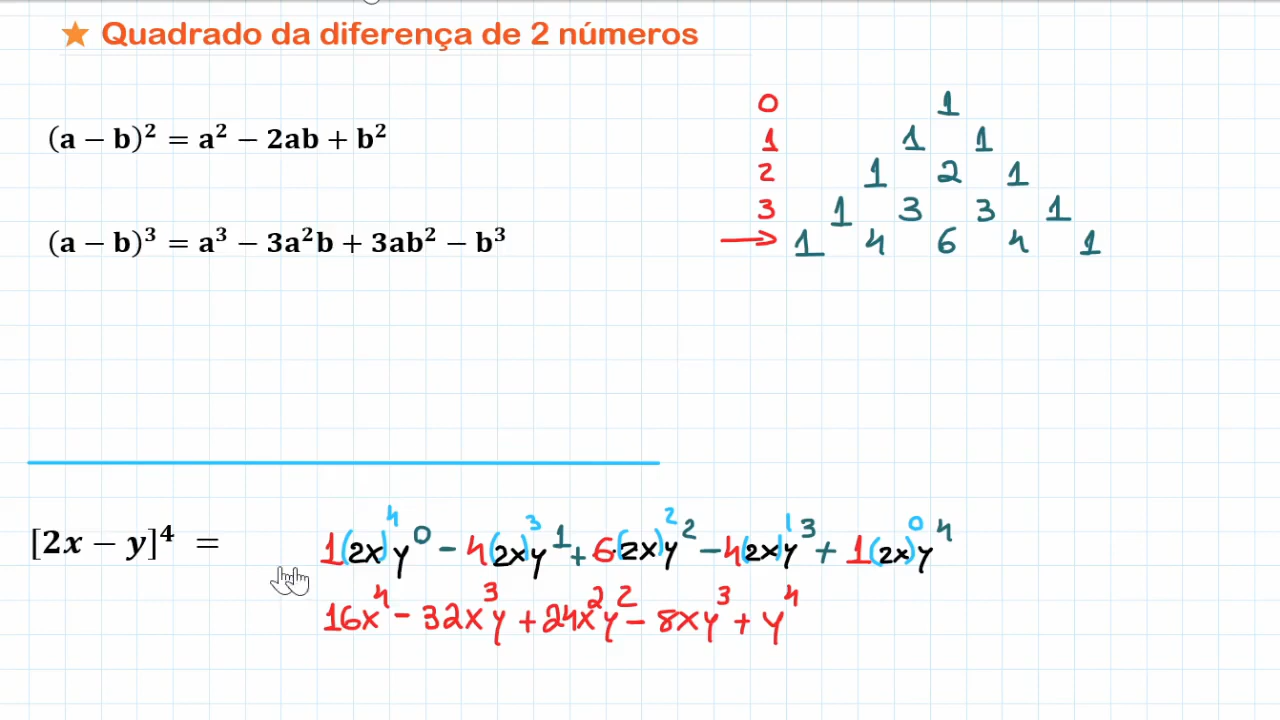 Quadrado da diferença de 2 números
0 1
(a − b)² = a² − 2ab + b² 1 1 1
2 1 2 1
3 1 3 3 1
(a − b)³ = a³ − 3a²b + 3ab² − b³ → 1 4 6 4 1
[2x − y]⁴ = 1(2x)⁴y⁰ − 4(2x)³y¹ + 6·(2x)²y² − 4(2x)¹y³ + 1(2x)⁰y⁴
16x⁴ − 32x³y + 24x²y² − 8xy³ + y⁴